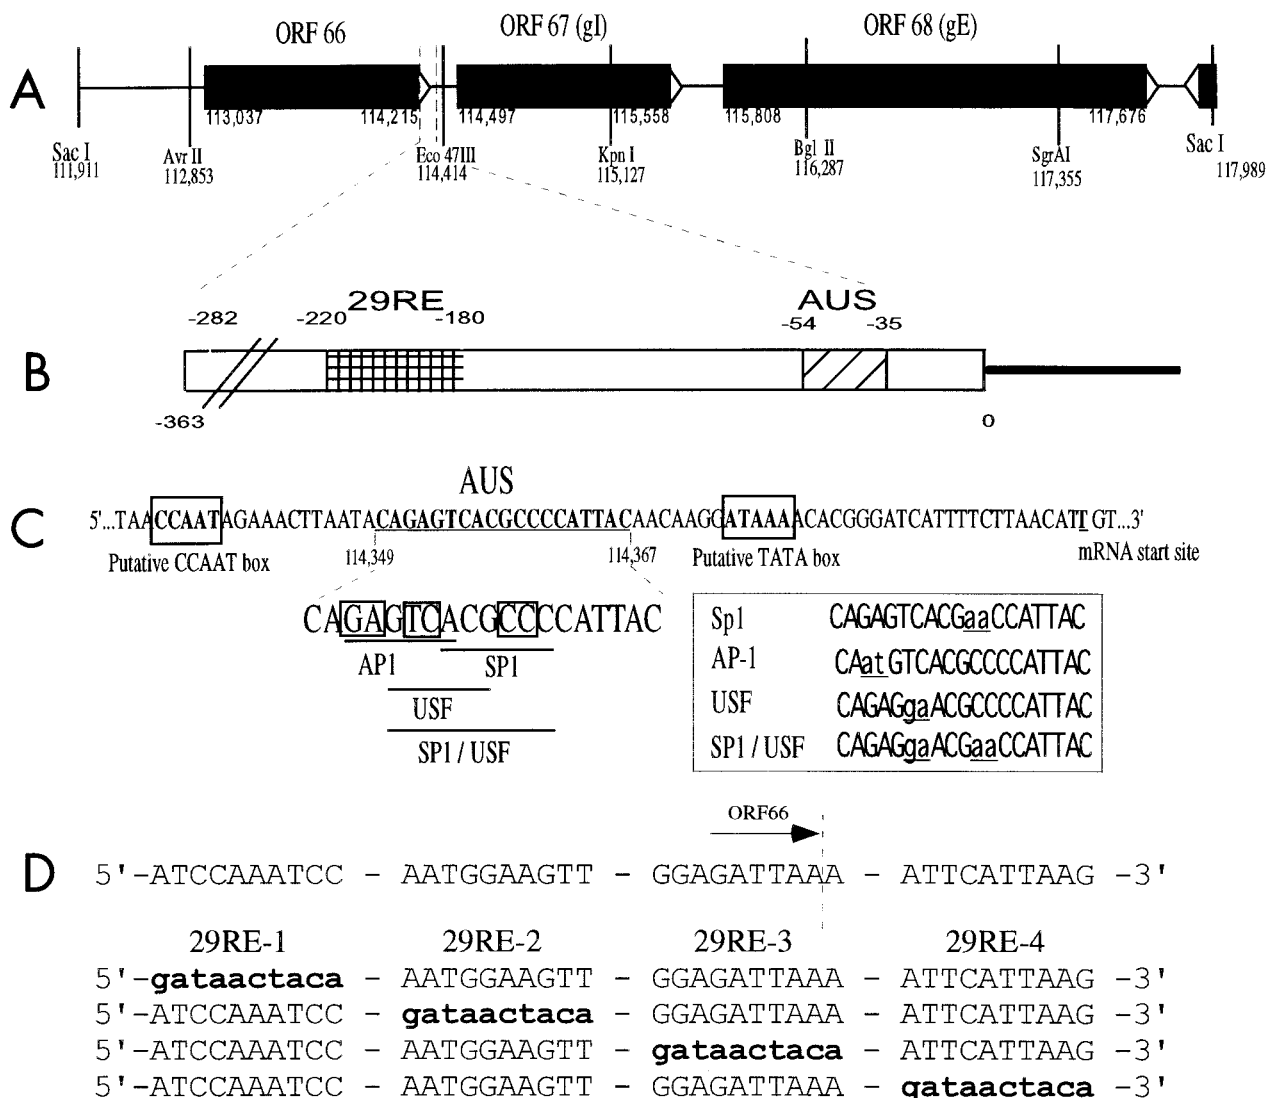 ORF 66
ORF 67 (gI)
ORF 68 (gE)
A
113,037
114,215
114,497
115,558
115,808
117,676
Sac I
111,911
Avr II
112,853
Eco 47III
114,414
Kpn I
115,127
Bgl II
116,287
SgrAI
117,355
Sac I
117,989
29RE
AUS
-282
-220
-180
-54
-35
B
-363
0
AUS
C
5'...TAACCAATAGAAACTTAATACAGAGTCACGCCCCATTACAACAAGGATAAAACACGGGATCATTTTCTTAACATT GT...3'
Putative CCAAT box
114,349
114,367
Putative TATA box
mRNA start site
CAGAGTCACGCCCCATTAC
AP1
SP1
USF
SP1 / USF
Sp1 CAGAGTCACGaaCCATTAC
AP-1 CAatGTCACGCCCCATTAC
USF CAGAGgaACGCCCCATTAC
SP1 / USF CAGAGgaACGaaCCATTAC
ORF66
D
5'-ATCCAAATCC - AATGGAAGTT - GGAGATTAAA - ATTCATTAAG -3'
29RE-1 29RE-2 29RE-3 29RE-4
5'-gataactaca - AATGGAAGTT - GGAGATTAAA - ATTCATTAAG -3'
5'-ATCCAAATCC - gataactaca - GGAGATTAAA - ATTCATTAAG -3'
5'-ATCCAAATCC - AATGGAAGTT - gataactaca - ATTCATTAAG -3'
5'-ATCCAAATCC - AATGGAAGTT - GGAGATTAAA - gataactaca -3'